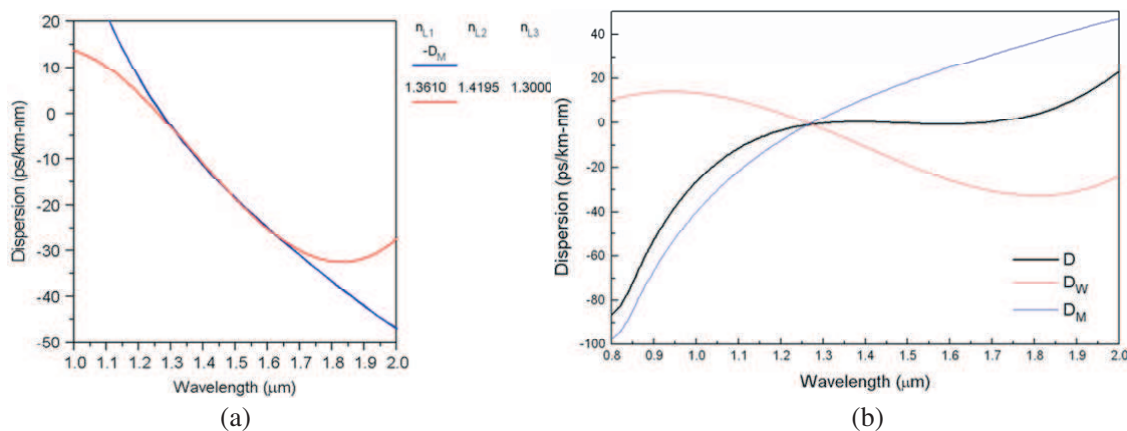 20
10
0
-10
-20
-30
-40
-50
Dispersion (ps/km-nm)
1.0 1.1 1.2 1.3 1.4 1.5 1.6 1.7 1.8 1.9 2.0
Wavelength (μm)
nL1 nL2 nL3
-DM
1.3610 1.4195 1.3000
(a)
40
20
0
-20
-40
-60
-80
-100
Dispersion (ps/km-nm)
0.8 0.9 1.0 1.1 1.2 1.3 1.4 1.5 1.6 1.7 1.8 1.9 2.0
Wavelength (μm)
D
DW
DM
(b)